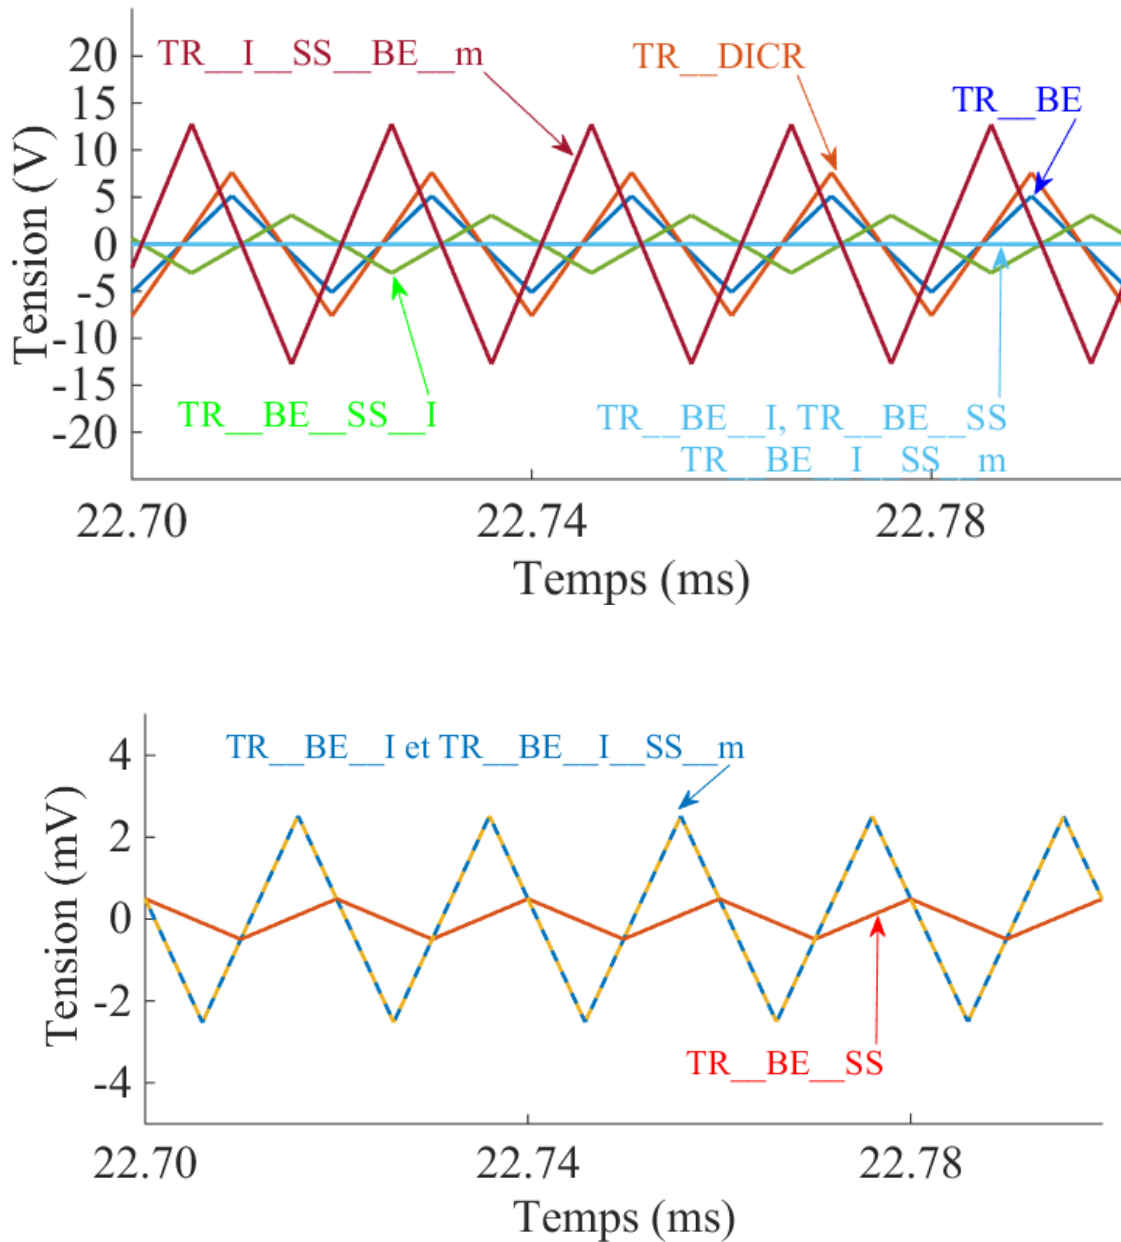 20
15
10
5
0
-5
-10
-15
-20
Tension (V)
TR__I__SS__BE__m
TR__DICR
TR__BE
TR__BE__SS__I
TR__BE__I, TR__BE__SS
TR__BE__I__SS__m
22.70 22.74 22.78
Temps (ms)
4
2
0
-2
-4
Tension (mV)
TR__BE__I et TR__BE__I__SS__m
TR__BE__SS
22.70 22.74 22.78
Temps (ms)